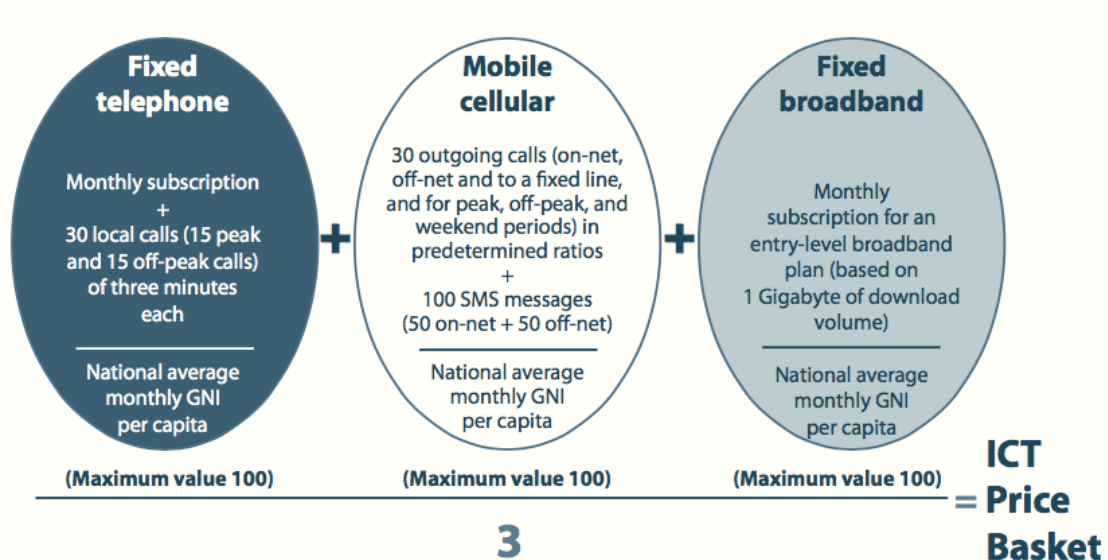 Fixed
telephone
Monthly subscription
+
30 local calls (15 peak
and 15 off-peak calls)
of three minutes
each
National average
monthly GNI
per capita
(Maximum value 100)
+
Mobile
cellular
30 outgoing calls (on-net,
off-net and to a fixed line,
and for peak, off-peak, and
weekend periods) in
predetermined ratios
+
100 SMS messages
(50 on-net + 50 off-net)
National average
monthly GNI
per capita
(Maximum value 100)
+
Fixed
broadband
Monthly
subscription for an
entry-level broadband
plan (based on
1 Gigabyte of download
volume)
National average
monthly GNI
per capita
(Maximum value 100)
3
=
ICT
Price
Basket